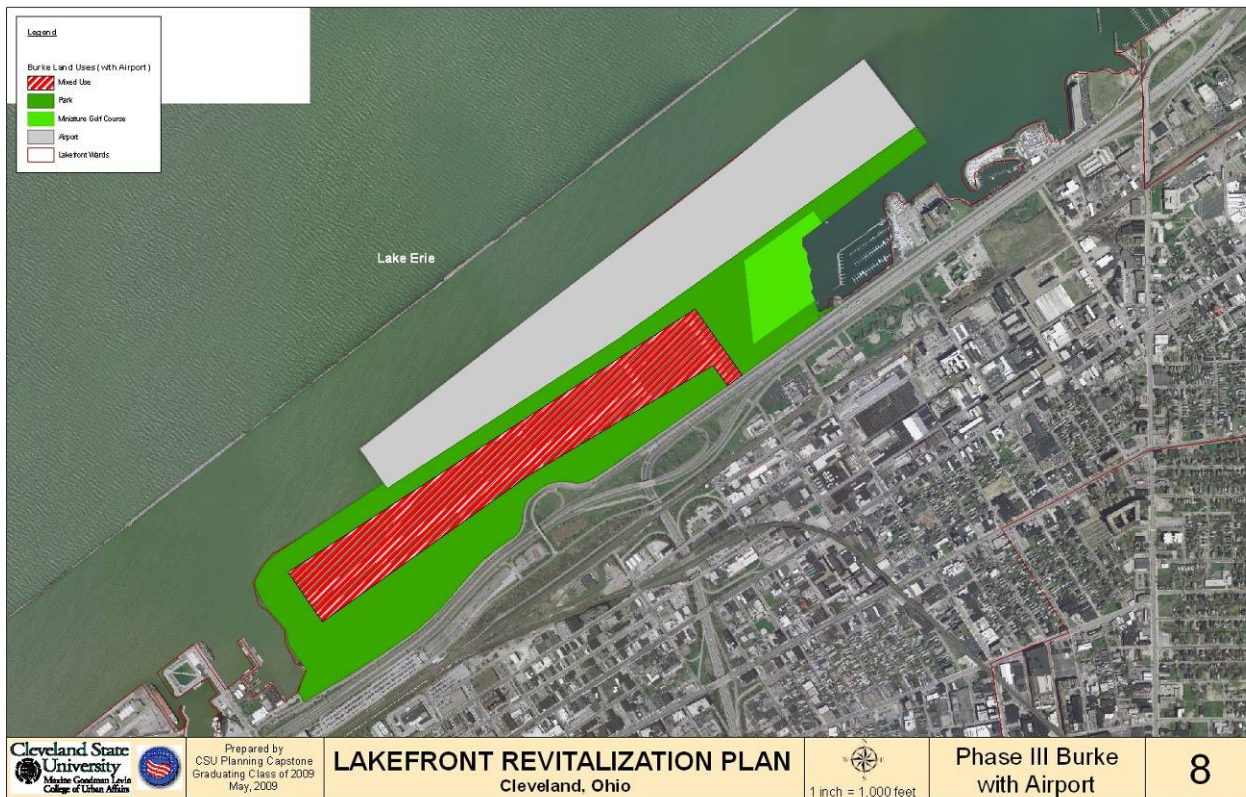 Legend
Burke Land Uses (with Airport)
Mixed Use
Park
Miniature Golf Course
Airport
Lakefront Wards
Lake Erie
Cleveland State
University
Maxine Goodman Levin
College of Urban Affairs
Prepared by
CSU Planning Capstone
Graduating Class of 2009
May, 2009
LAKEFRONT REVITALIZATION PLAN
Cleveland, Ohio
N
W E
S
1 inch = 1,000 feet
Phase III Burke
with Airport
8